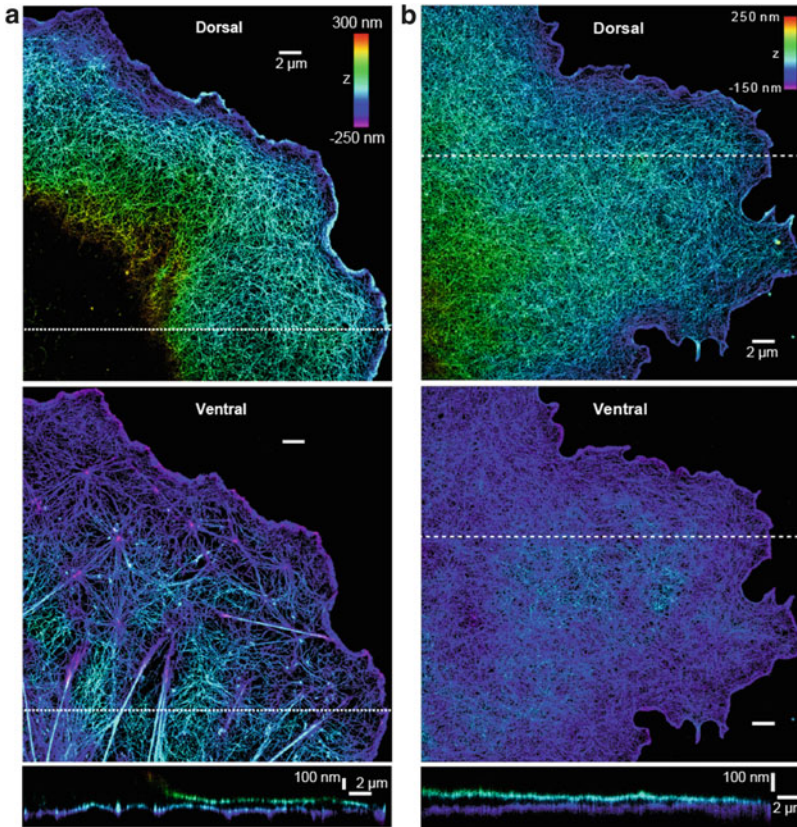 a
Dorsal
2 µm
300 nm
z
-250 nm
Ventral
100 nm
2 µm
b
Dorsal
250 nm
z
-150 nm
2 µm
Ventral
100 nm
2 µm